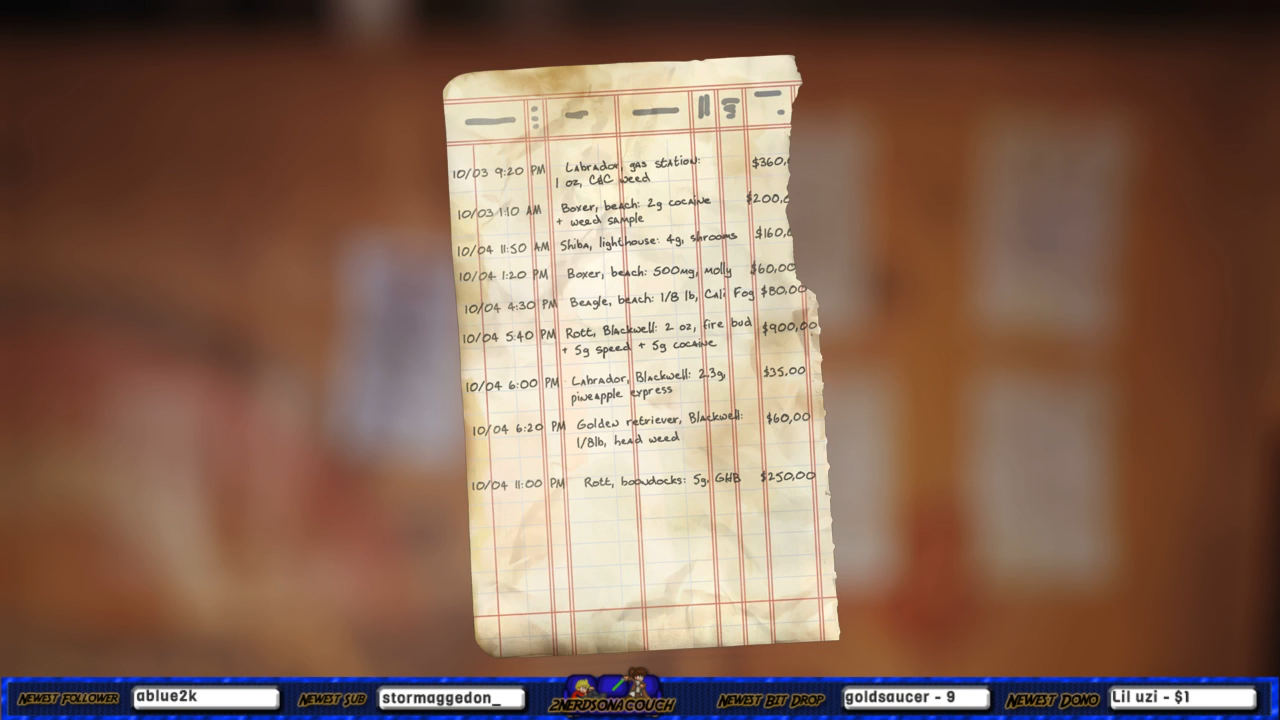 10/03 9:20 PM Labrador, gas station: $360,
1 oz, C&C weed
10/03 1:10 AM Boxer, beach: 2g cocaine $200,0
+ weed sample
10/04 11:50 AM Shiba, lighthouse: 4g, shrooms $160,0
10/04 1:20 PM Boxer, beach: 500mg, molly $60,00
10/04 4:30 PM Beagle, beach: 1/8 lb, Cali Fog $80,00
10/04 5:40 PM Rott, Blackwell: 2 oz, fire bud $900,00
+ 5g speed + 5g cocaine
10/04 6:00 PM Labrador, Blackwell: 2.3g, $35.00
pineapple express
10/04 6:20 PM Golden retriever, Blackwell: $60,00
1/8lb, head weed
10/04 11:00 PM Rott, boowdocks: 5g, GHB $250,00
NEWEST FOLLOWER ablue2k NEWEST SUB stormaggedon_ 2NERDSONACOUCH NEWEST BIT DROP goldsaucer - 9 NEWEST DONO Lil uzi - $1